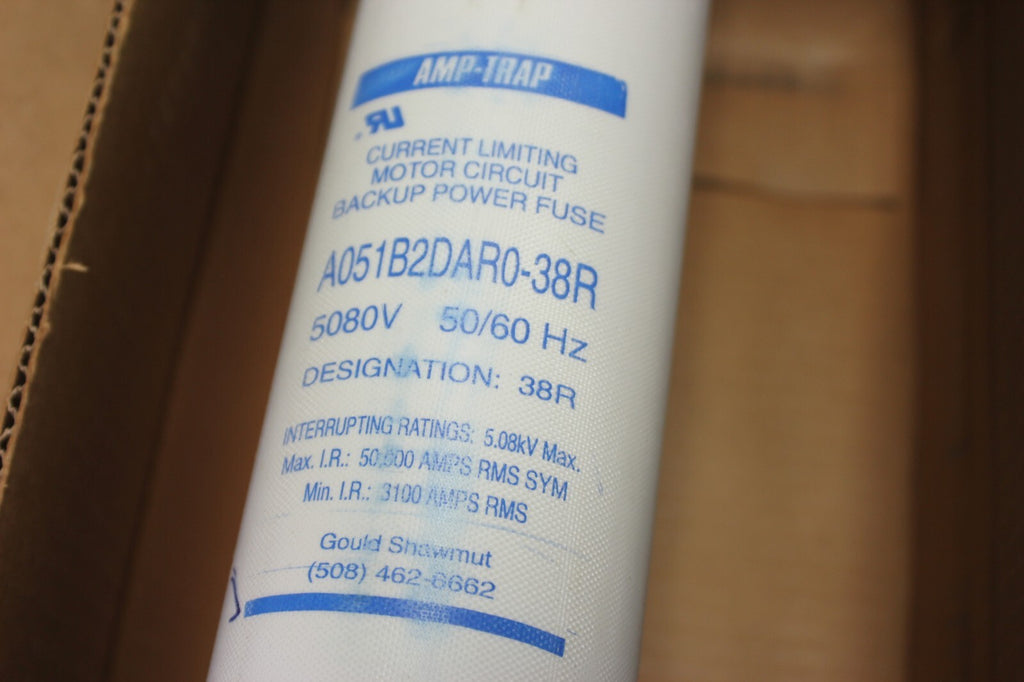 AMP-TRAP
CURRENT LIMITING
MOTOR CIRCUIT
BACKUP POWER FUSE
A051B2DAR0-38R
5080V 50/60 Hz
DESIGNATION: 38R
INTERRUPTING RATINGS: 5.08kV Max.
Max. I.R.: 50,000 AMPS RMS SYM
Min. I.R.: 3100 AMPS RMS
Gould Shawmut
(508) 462-6662